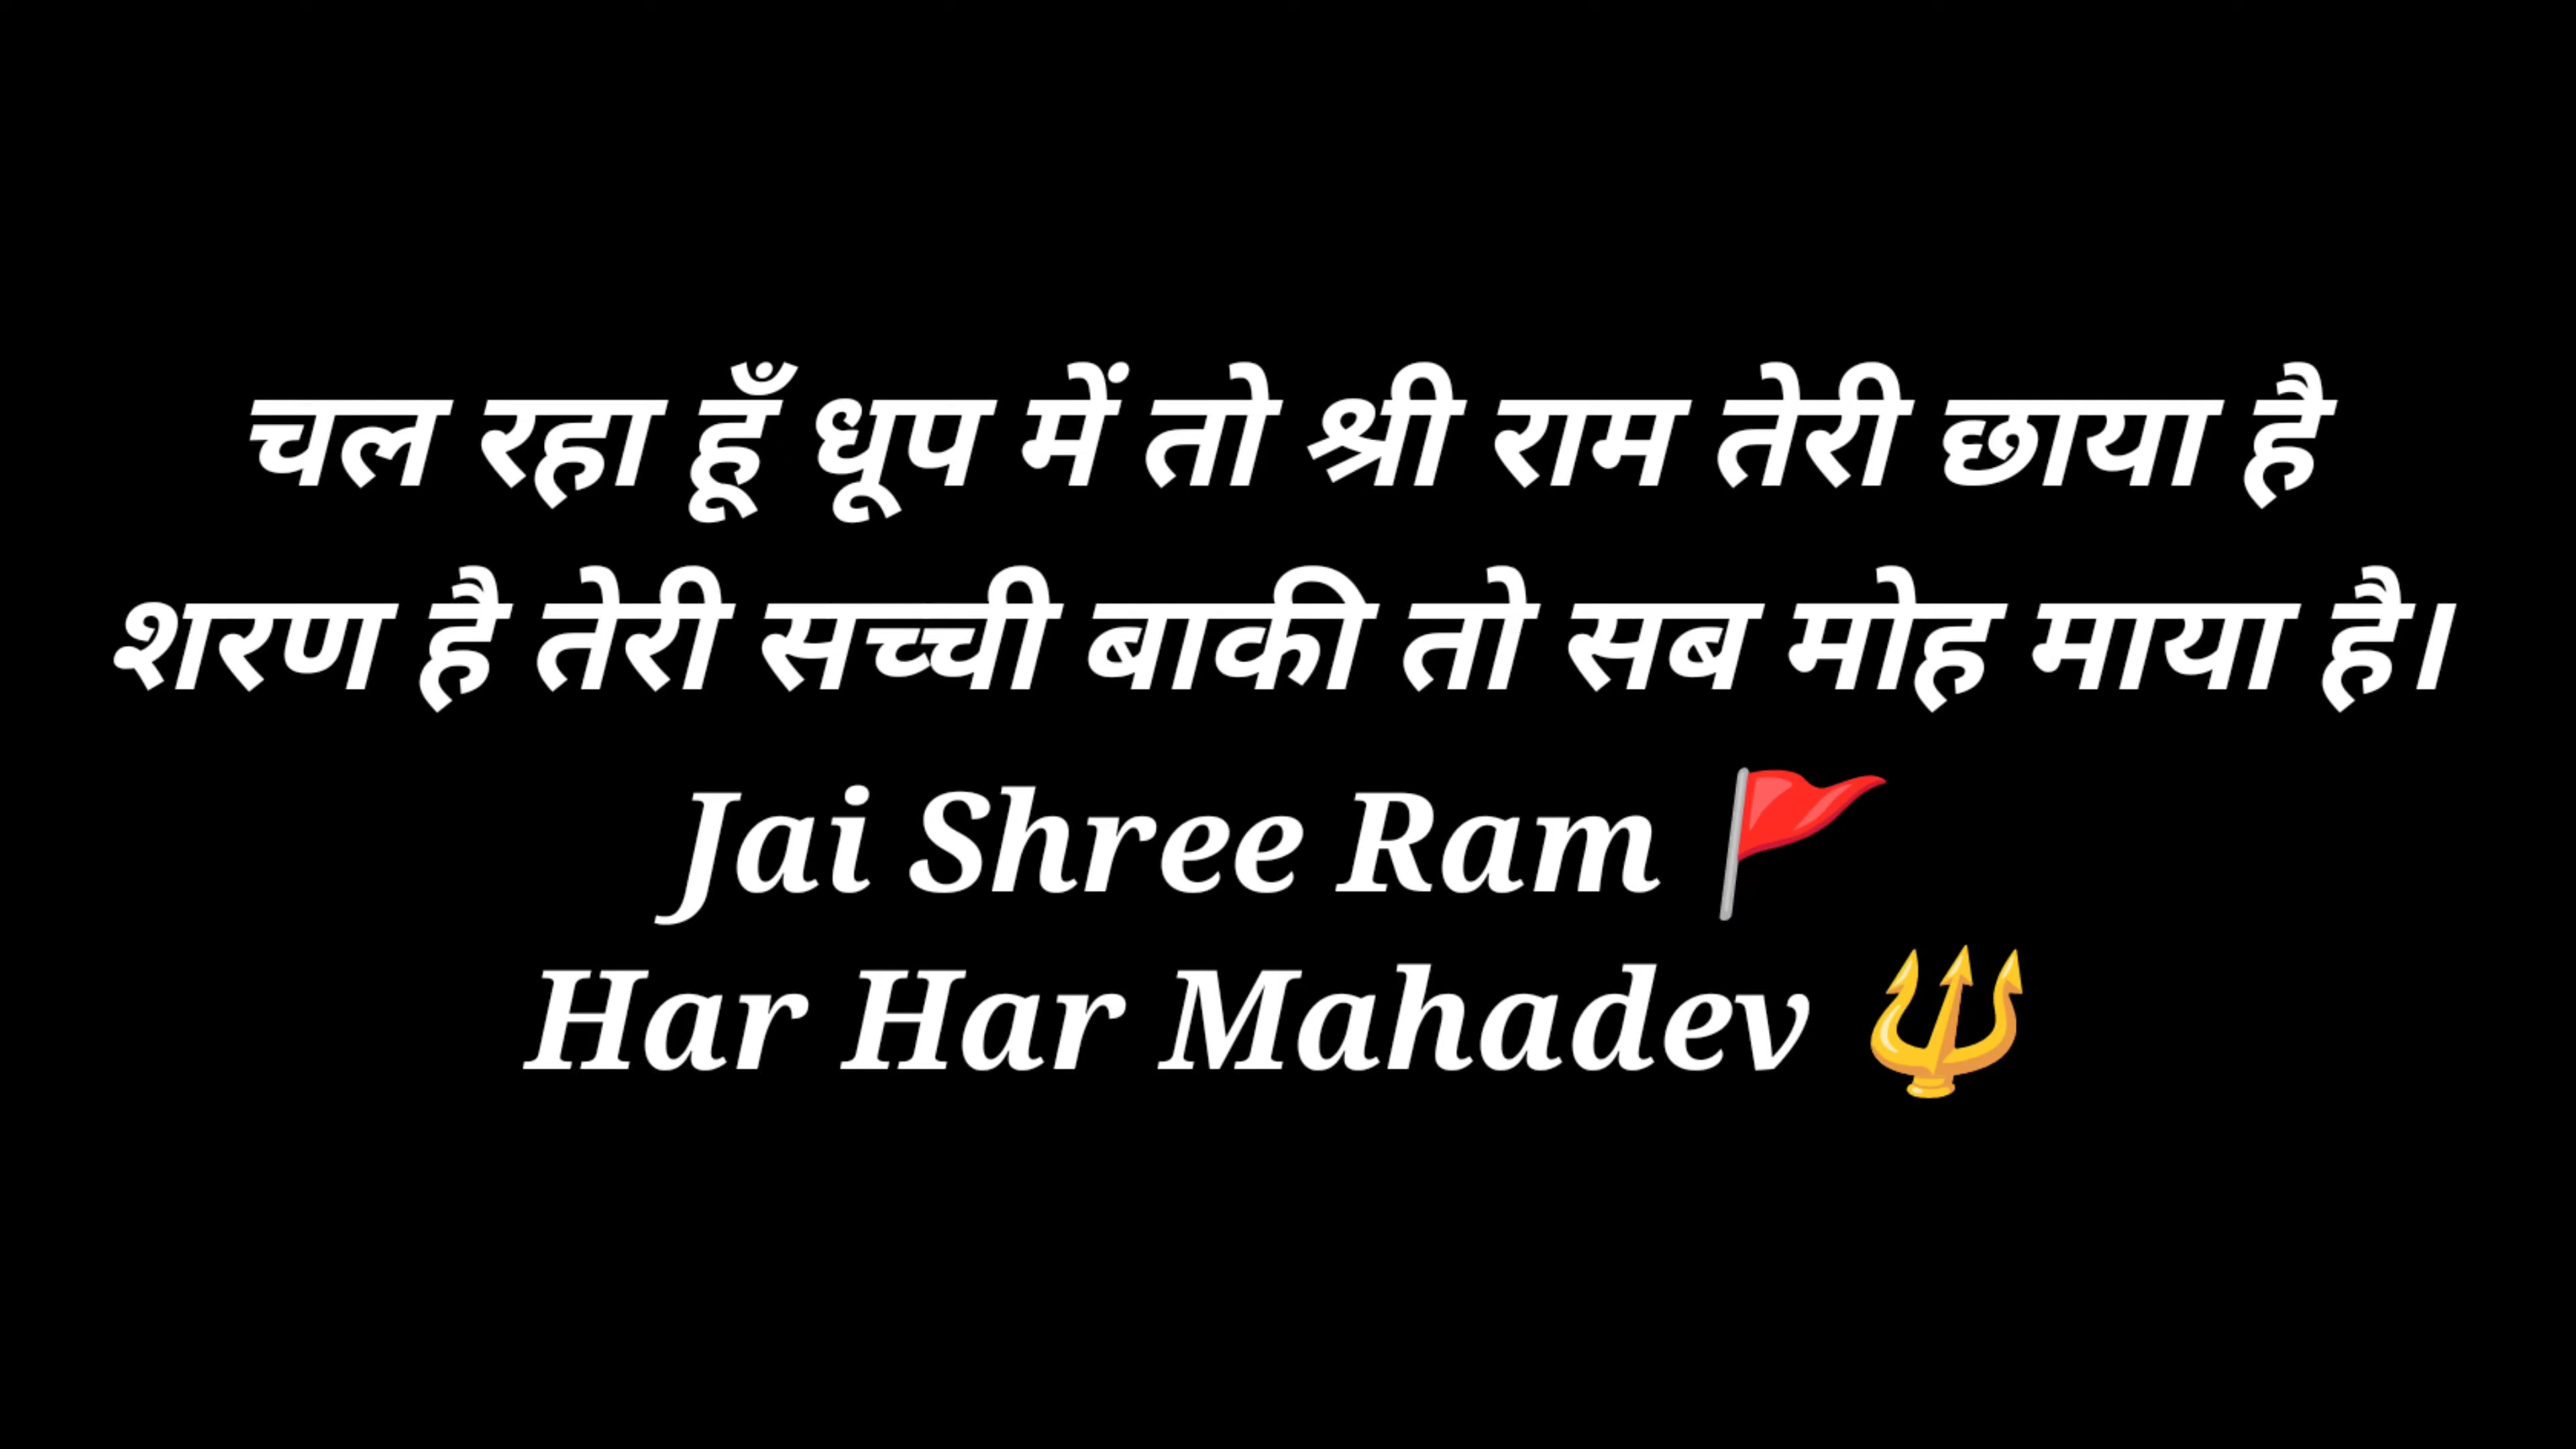 चल रहा हूँ धूप में तो श्री राम तेरी छाया है
शरण है तेरी सच्ची बाकी तो सब मोह माया है।
Jai Shree Ram 🚩
Har Har Mahadev 🔱